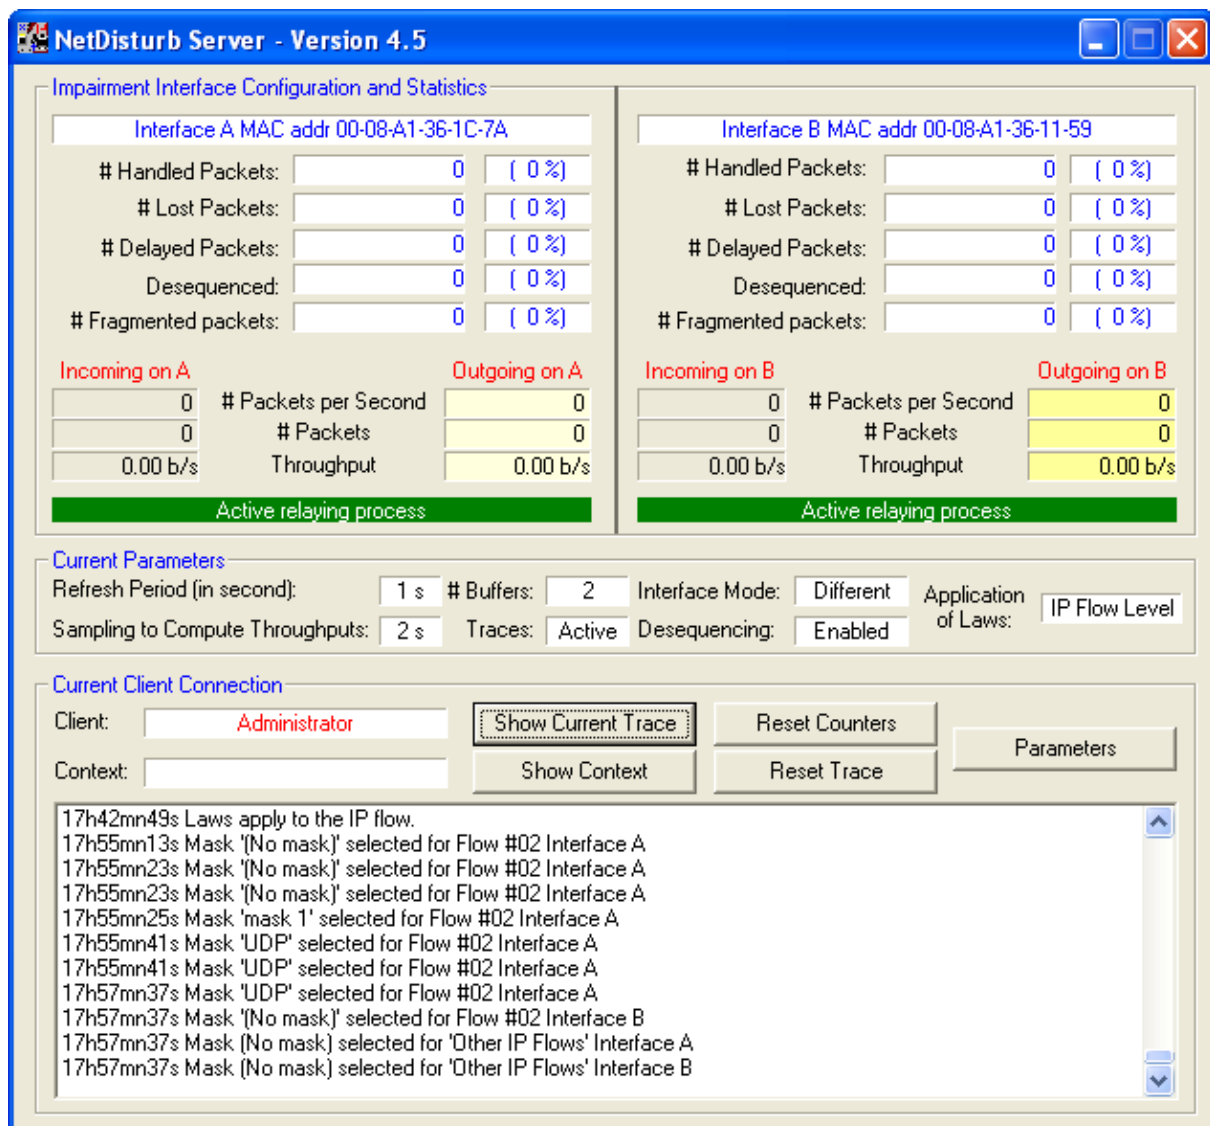 NetDisturb Server - Version 4.5
Impairment Interface Configuration and Statistics
Interface A MAC addr 00-08-A1-36-1C-7A
# Handled Packets: 0 ( 0 %)
# Lost Packets: 0 ( 0 %)
# Delayed Packets: 0 ( 0 %)
Desequenced: 0 ( 0 %)
# Fragmented packets: 0 ( 0 %)
Incoming on A Outgoing on A
0 # Packets per Second 0
0 # Packets 0
0.00 b/s Throughput 0.00 b/s
Active relaying process
Interface B MAC addr 00-08-A1-36-11-59
# Handled Packets: 0 ( 0 %)
# Lost Packets: 0 ( 0 %)
# Delayed Packets: 0 ( 0 %)
Desequenced: 0 ( 0 %)
# Fragmented packets: 0 ( 0 %)
Incoming on B Outgoing on B
0 # Packets per Second 0
0 # Packets 0
0.00 b/s Throughput 0.00 b/s
Active relaying process
Current Parameters
Refresh Period (in second): 1 s # Buffers: 2 Interface Mode: Different
Sampling to Compute Throughputs: 2 s Traces: Active Desequencing: Enabled
Application
of Laws: IP Flow Level
Current Client Connection
Client: Administrator Show Current Trace Reset Counters
Parameters
Context: Show Context Reset Trace
17h42mn49s Laws apply to the IP flow.
17h55mn13s Mask '(No mask)' selected for Flow #02 Interface A
17h55mn23s Mask '(No mask)' selected for Flow #02 Interface A
17h55mn23s Mask '(No mask)' selected for Flow #02 Interface A
17h55mn25s Mask 'mask 1' selected for Flow #02 Interface A
17h55mn41s Mask 'UDP' selected for Flow #02 Interface A
17h55mn41s Mask 'UDP' selected for Flow #02 Interface A
17h57mn37s Mask 'UDP' selected for Flow #02 Interface A
17h57mn37s Mask '(No mask)' selected for Flow #02 Interface B
17h57mn37s Mask (No mask) selected for 'Other IP Flows' Interface A
17h57mn37s Mask (No mask) selected for 'Other IP Flows' Interface B